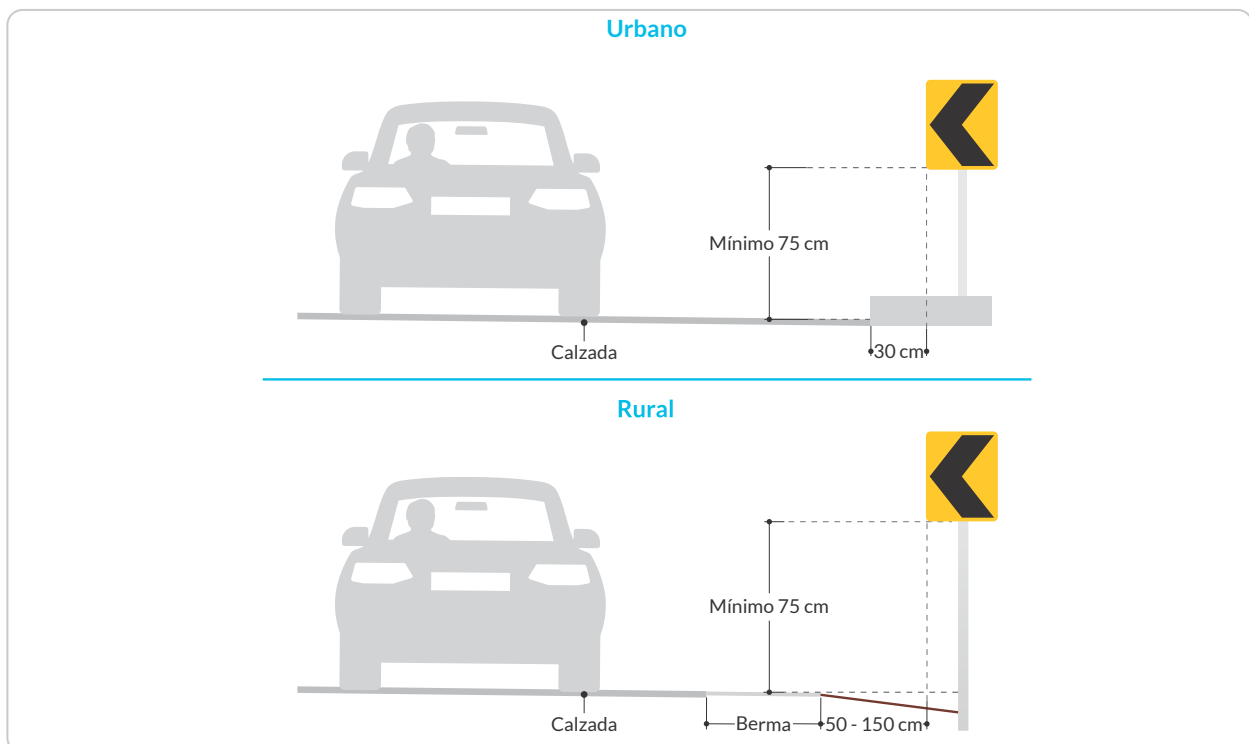 Urbano
Mínimo 75 cm
Calzada
30 cm
Rural
Mínimo 75 cm
Calzada
Berma
50 - 150 cm